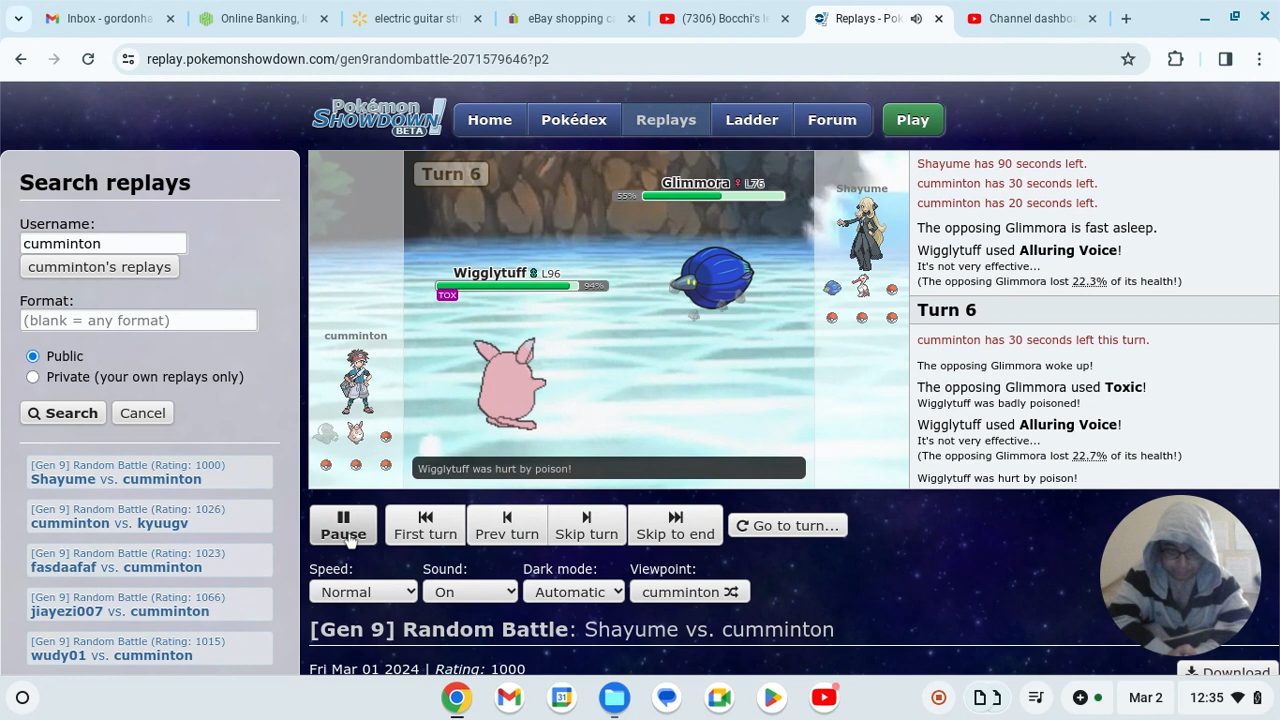 Inbox - gordonha
Online Banking, In
electric guitar stri
eBay shopping ca
(7306) Bocchi's le
Replays - Pok
Channel dashbo
replay.pokemonshowdown.com/gen9randombattle-2071579646?p2
Pokémon
SHOWDOWN!
BETA
Home
Pokédex
Replays
Ladder
Forum
Play
Search replays
Username:
cumminton
cumminton's replays
Format:
(blank = any format)
Public
Private (your own replays only)
Search
Cancel
[Gen 9] Random Battle (Rating: 1000)
Shayume vs. cumminton
[Gen 9] Random Battle (Rating: 1026)
cumminton vs. kyuugv
[Gen 9] Random Battle (Rating: 1023)
fasdaafaf vs. cumminton
[Gen 9] Random Battle (Rating: 1066)
jiayezi007 vs. cumminton
[Gen 9] Random Battle (Rating: 1015)
wudy01 vs. cumminton
Turn 6
Glimmora L76
55%
Wigglytuff L96
94%
TOX
cumminton
Shayume
Wigglytuff was hurt by poison!
Shayume has 90 seconds left.
cumminton has 30 seconds left.
cumminton has 20 seconds left.
The opposing Glimmora is fast asleep.
Wigglytuff used Alluring Voice!
It's not very effective...
(The opposing Glimmora lost 22.3% of its health!)
Turn 6
cumminton has 30 seconds left this turn.
The opposing Glimmora woke up!
The opposing Glimmora used Toxic!
Wigglytuff was badly poisoned!
Wigglytuff used Alluring Voice!
It's not very effective...
(The opposing Glimmora lost 22.7% of its health!)
Wigglytuff was hurt by poison!
Pause
First turn
Prev turn
Skip turn
Skip to end
Go to turn...
Speed:
Sound:
Dark mode:
Viewpoint:
Normal
On
Automatic
cumminton
[Gen 9] Random Battle: Shayume vs. cumminton
Fri Mar 01 2024 | Rating: 1000
Download
Mar 2
12:35